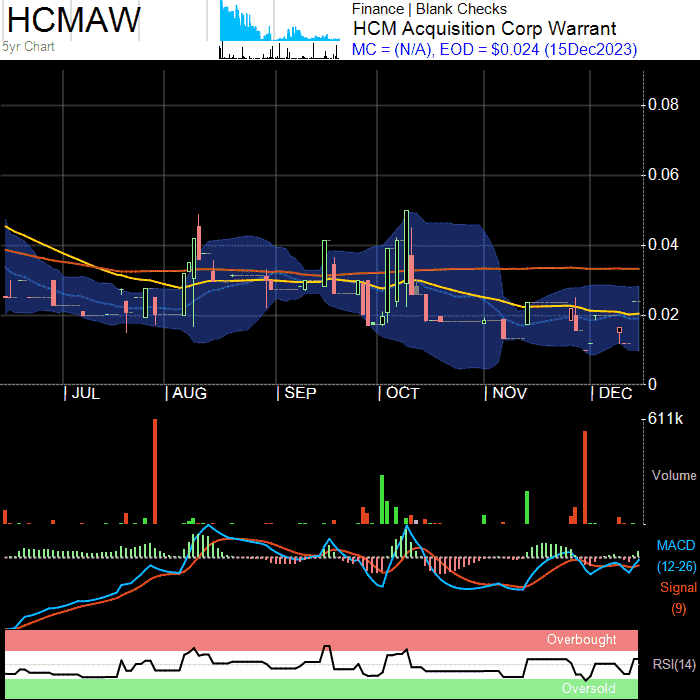 HCMAW
5yr Chart
Finance | Blank Checks
HCM Acquisition Corp Warrant
MC = (N/A), EOD = $0.024 (15Dec2023)
0.08
0.06
0.04
0.02
0
| JUL | AUG | SEP | OCT | NOV | DEC
611k
Volume
MACD
(12-26)
Signal
(9)
Overbought
RSI(14)
Oversold